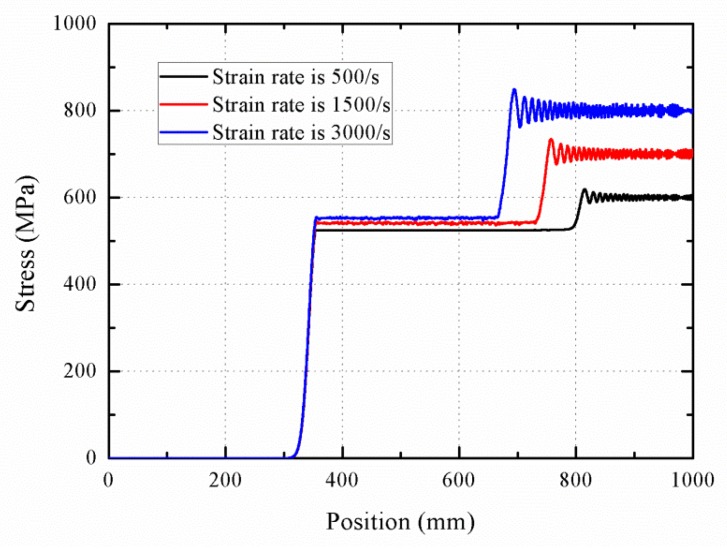 1000
800
600
400
200
0
Stress (MPa)
Strain rate is 500/s
Strain rate is 1500/s
Strain rate is 3000/s
0 200 400 600 800 1000
Position (mm)